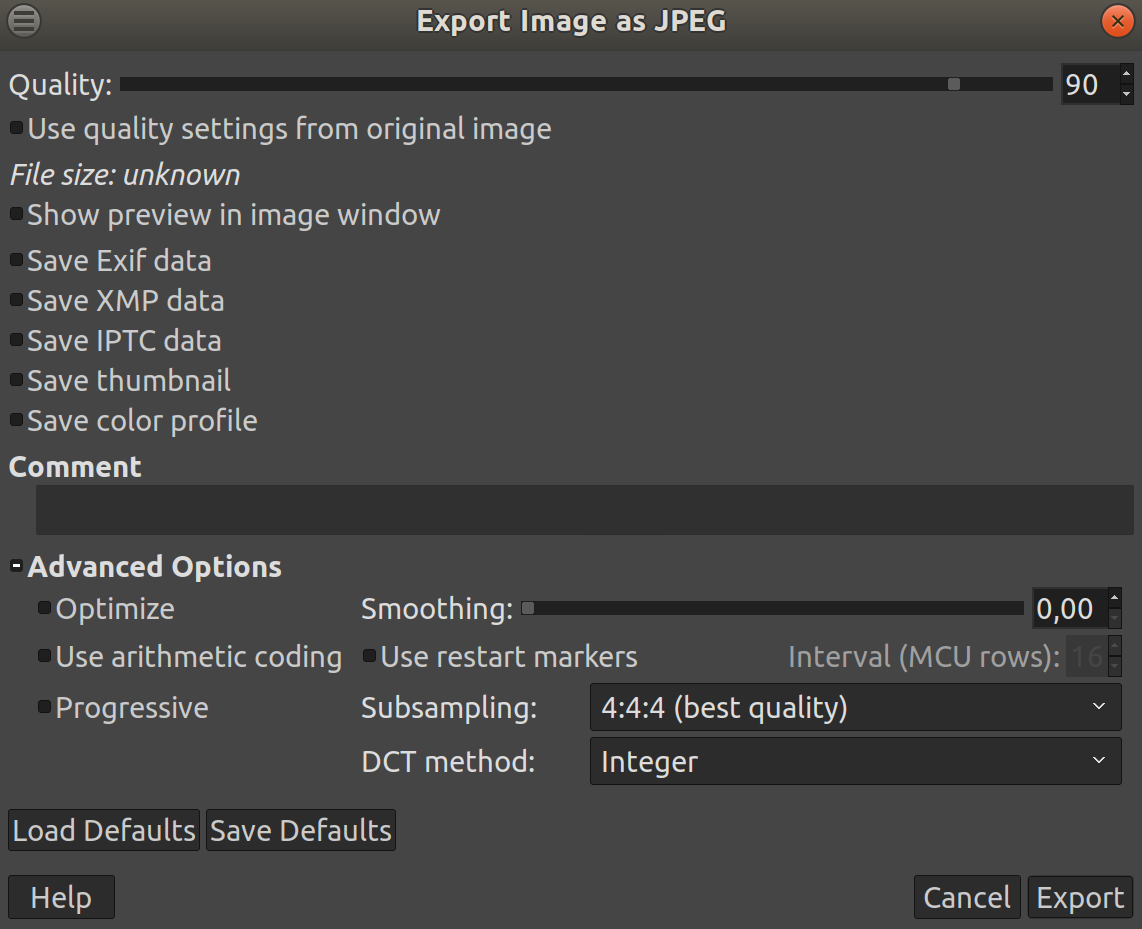 Export Image as JPEG
Quality: 90
Use quality settings from original image
File size: unknown
Show preview in image window
Save Exif data
Save XMP data
Save IPTC data
Save thumbnail
Save color profile
Comment
Advanced Options
Optimize Smoothing: 0,00
Use arithmetic coding Use restart markers Interval (MCU rows): 16
Progressive Subsampling: 4:4:4 (best quality)
DCT method: Integer
Load Defaults Save Defaults
Help Cancel Export